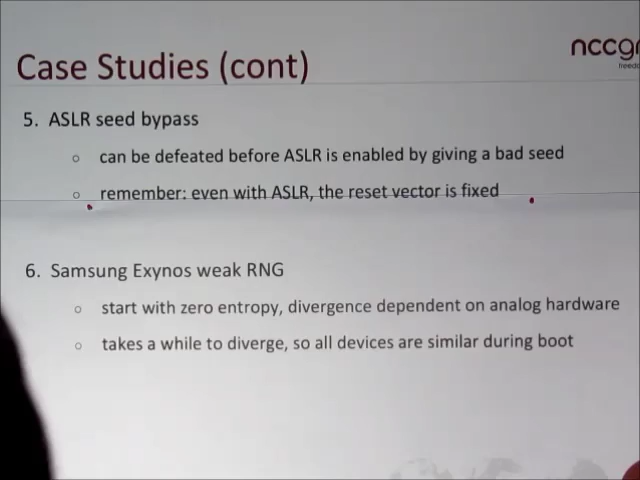 Case Studies (cont)
nccgr
freedo
5. ASLR seed bypass
can be defeated before ASLR is enabled by giving a bad seed
remember: even with ASLR, the reset vector is fixed
6. Samsung Exynos weak RNG
start with zero entropy, divergence dependent on analog hardware
takes a while to diverge, so all devices are similar during boot